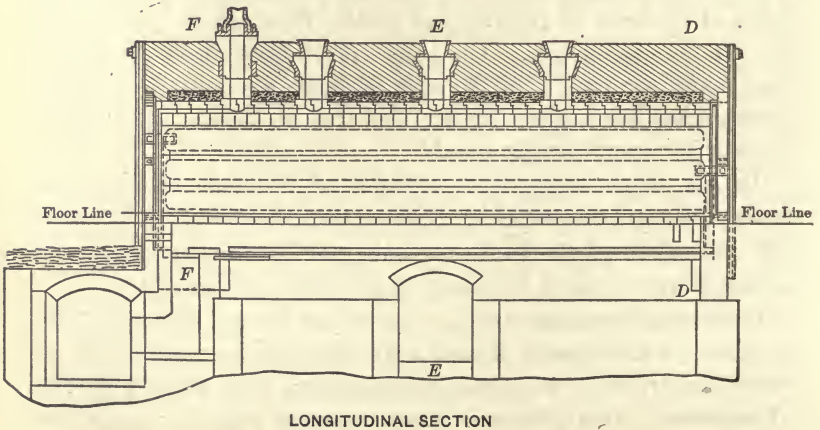 F E D
Floor Line Floor Line
F
D
E
LONGITUDINAL SECTION